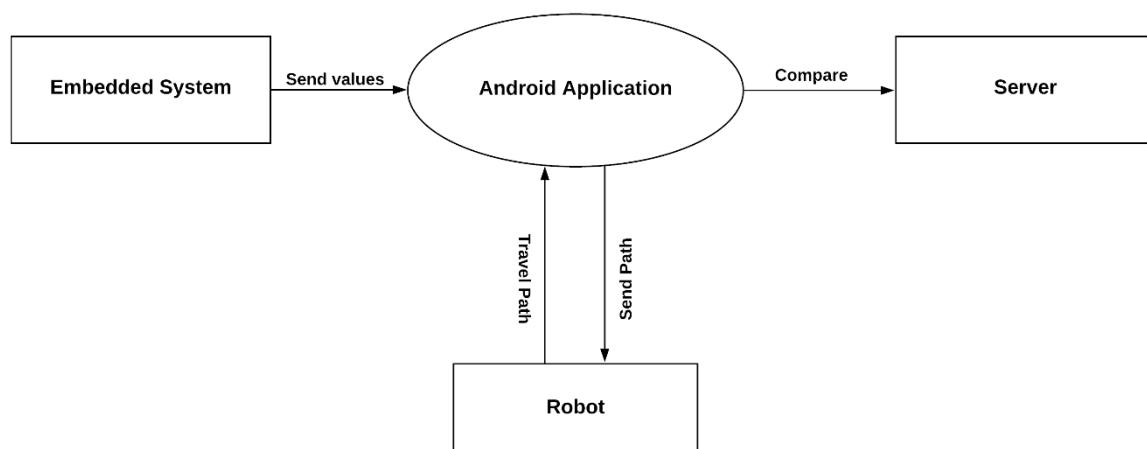 Embedded System
Send values
Android Application
Compare
Server
Travel Path
Send Path
Robot